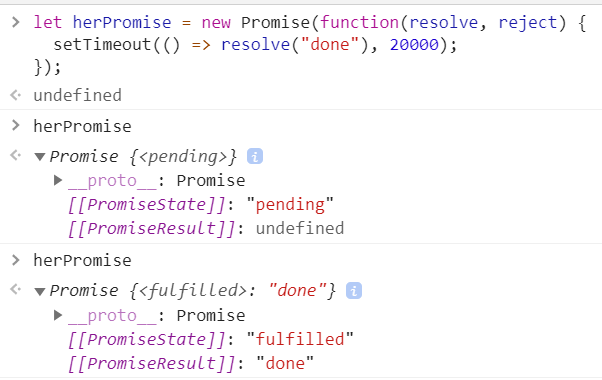 > let herPromise = new Promise(function(resolve, reject) {
setTimeout(() => resolve("done"), 20000);
});
undefined
> herPromise
Promise {<pending>} i
__proto__: Promise
[[PromiseState]]: "pending"
[[PromiseResult]]: undefined
> herPromise
Promise {<fulfilled>: "done"} i
__proto__: Promise
[[PromiseState]]: "fulfilled"
[[PromiseResult]]: "done"